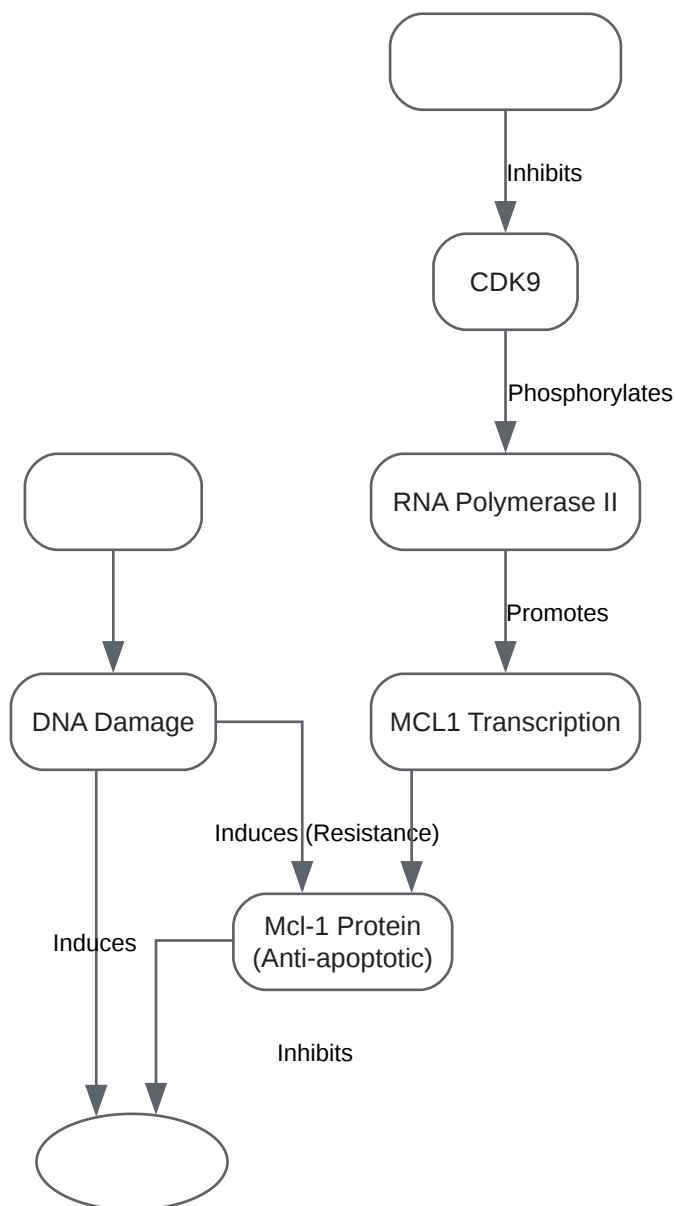 Inhibits
CDK9
Phosphorylates
RNA Polymerase II
Promotes
DNA Damage
MCL1 Transcription
Induces (Resistance)
Mcl-1 Protein
(Anti-apoptotic)
Induces
Inhibits